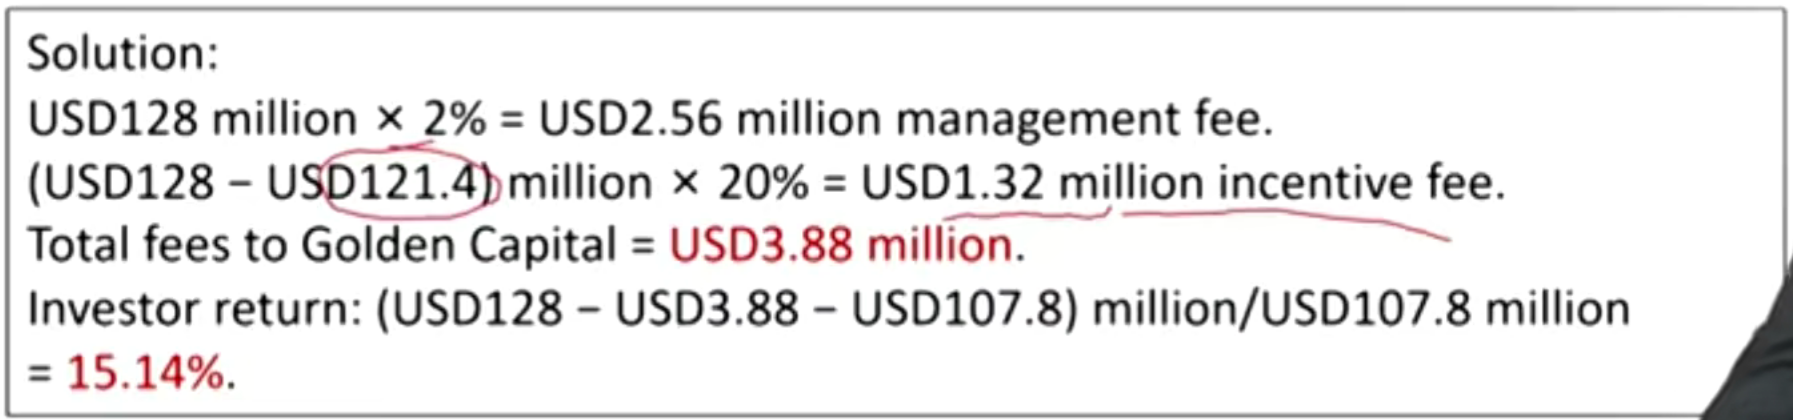 Solution:
USD128 million × 2% = USD2.56 million management fee.
(USD128 – USD121.4) million × 20% = USD1.32 million incentive fee.
Total fees to Golden Capital = USD3.88 million.
Investor return: (USD128 – USD3.88 – USD107.8) million/USD107.8 million
= 15.14%.